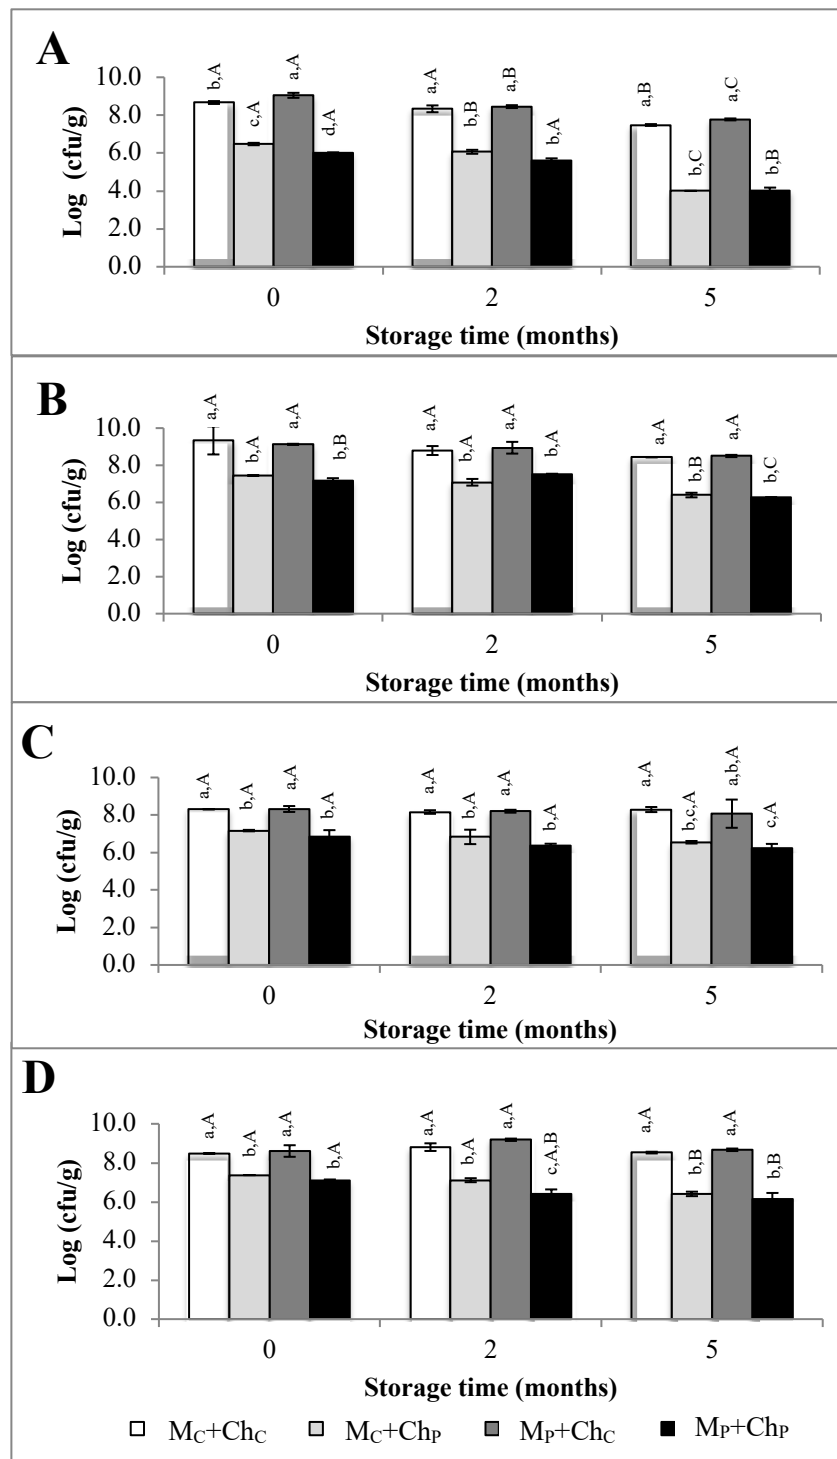 A
10.0
8.0
6.0
4.0
2.0
0.0
Log (cfu/g)
b,A
c,A
a,A
d,A
a,A
b,B
a,B
b,A
a,B
b,C
a,C
b,B
0
2
5
Storage time (months)
B
10.0
8.0
6.0
4.0
2.0
0.0
Log (cfu/g)
a,A
b,A
a,A
b,B
a,A
b,A
a,A
b,A
a,A
b,B
a,A
b,C
0
2
5
Storage time (months)
C
10.0
8.0
6.0
4.0
2.0
0.0
Log (cfu/g)
a,A
b,A
a,A
b,A
a,A
b,A
a,A
b,A
a,A
b,c,A
a,b,A
c,A
0
2
5
Storage time (months)
D
10.0
8.0
6.0
4.0
2.0
0.0
Log (cfu/g)
a,A
b,A
a,A
b,A
a,A
b,A
a,A
c,A,B
a,A
b,B
a,A
b,B
0
2
5
Storage time (months)
MC+ChC
MC+ChP
MP+ChC
MP+ChP